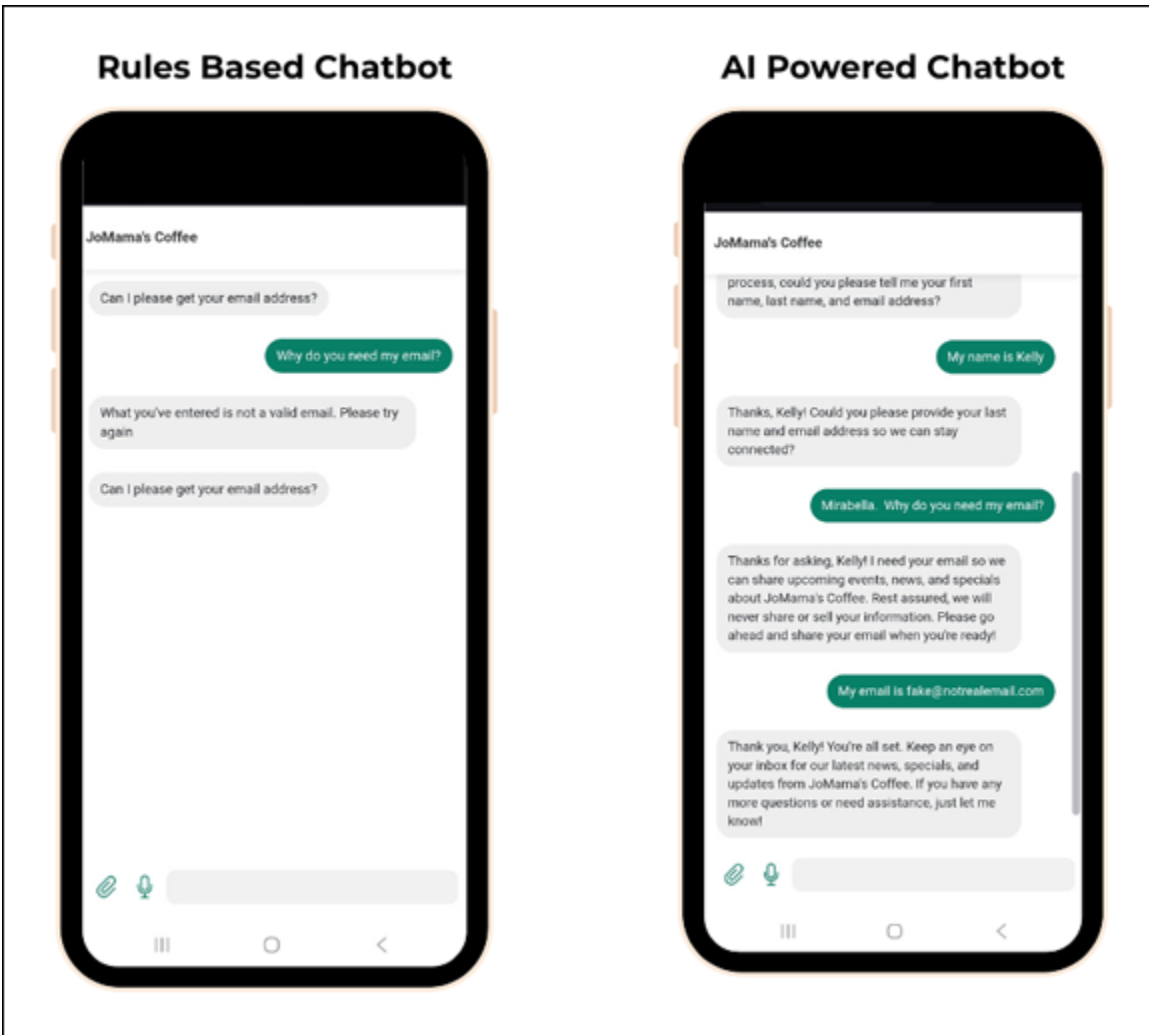 Rules Based Chatbot
JoMama's Coffee
Can I please get your email address?
Why do you need my email?
What you've entered is not a valid email. Please try
again
Can I please get your email address?
AI Powered Chatbot
JoMama's Coffee
process, could you please tell me your first
name, last name, and email address?
My name is Kelly
Thanks, Kelly! Could you please provide your last
name and email address so we can stay
connected?
Mirabella. Why do you need my email?
Thanks for asking, Kelly! I need your email so we
can share upcoming events, news, and specials
about JoMama's Coffee. Rest assured, we will
never share or sell your information. Please go
ahead and share your email when you're ready!
My email is fake@notrealemail.com
Thank you, Kelly! You're all set. Keep an eye on
your inbox for our latest news, specials, and
updates from JoMama's Coffee. If you have any
more questions or need assistance, just let me
know!